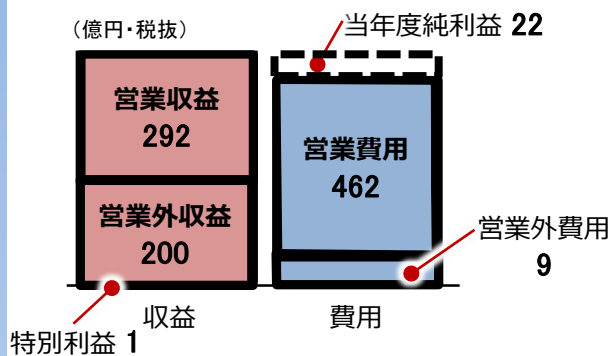 (億円・税抜)
当年度純利益 22
営業収益
292
営業費用
462
営業外収益
200
営業外費用
9
特別利益 1
収益
費用